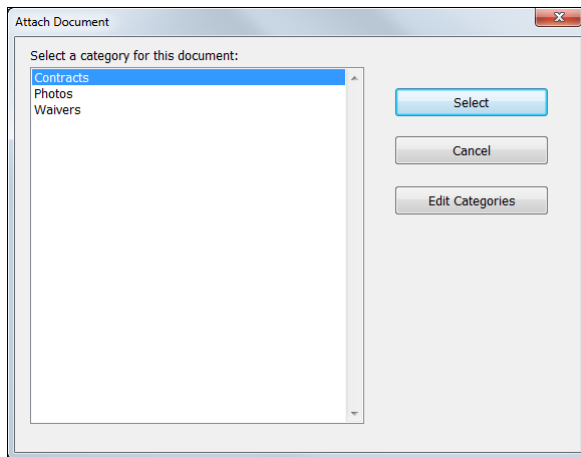 Attach Document
Select a category for this document:
Contracts
Photos
Waivers
Select
Cancel
Edit Categories